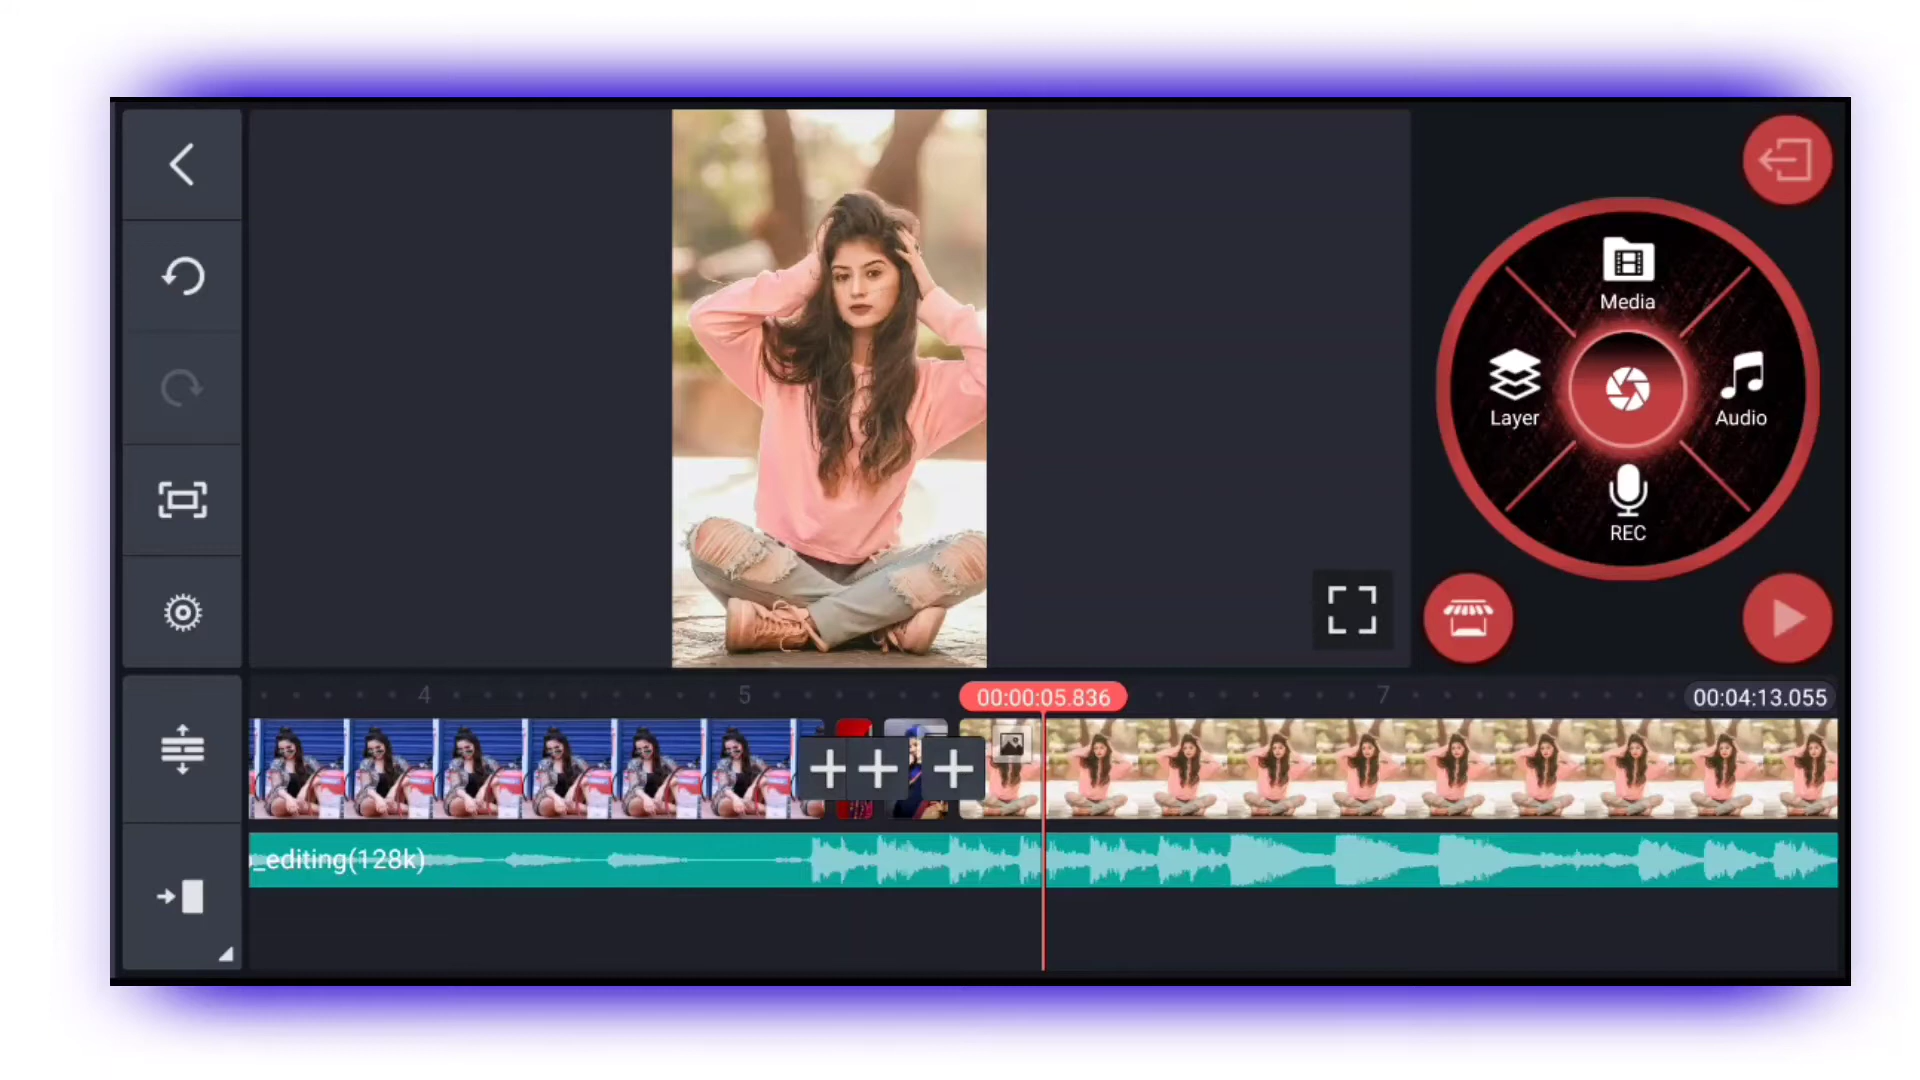 Media
Layer
Audio
REC
4
5
00:00:05.836
7
00:04:13.055
_editing(128k)